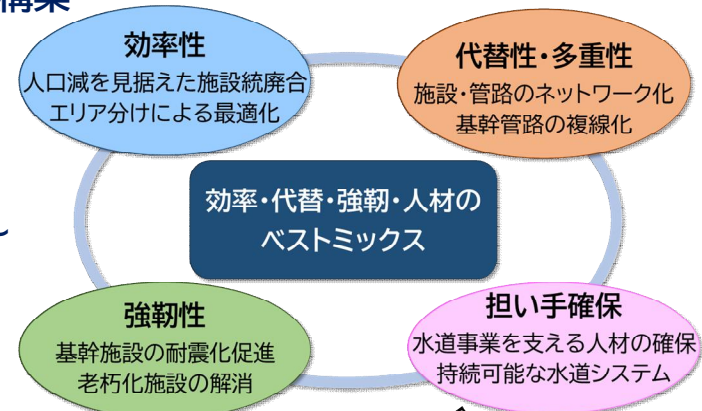 構築
効率性
人口減を見据えた施設統廃合
エリア分けによる最適化
代替性・多重性
施設・管路のネットワーク化
基幹管路の複線化
効率・代替・強靭・人材の
ベストミックス
し
強靭性
基幹施設の耐震化促進
老朽化施設の解消
担い手確保
水道事業を支える人材の確保
持続可能な水道システム